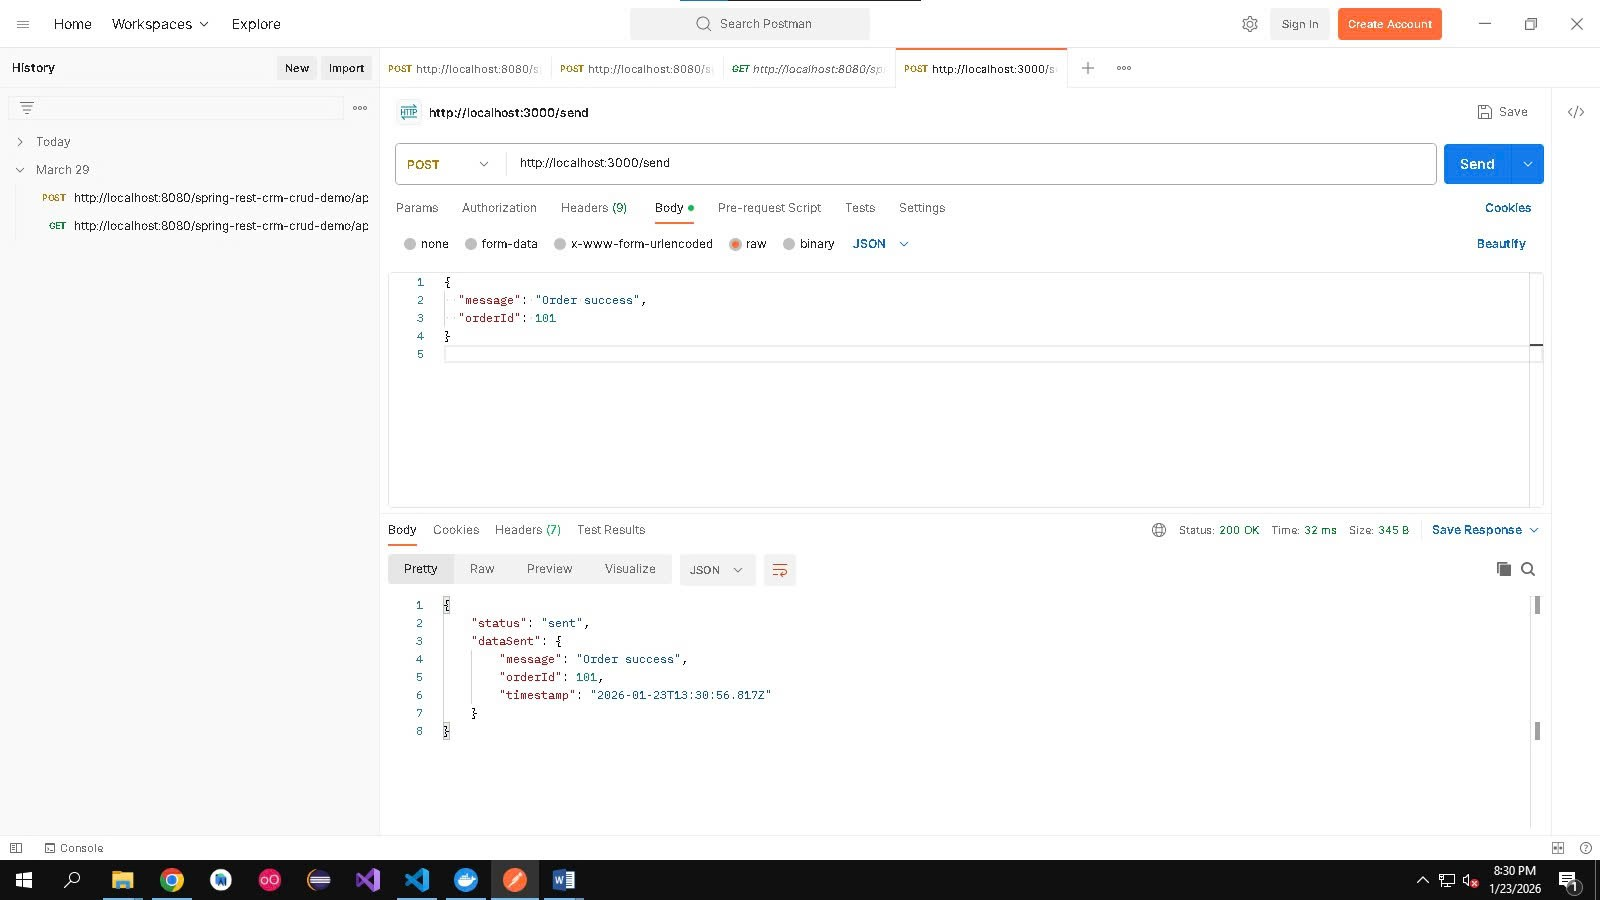 Home Workspaces Explore Search Postman Sign In Create Account
History New Import
POST http://localhost:8080/s POST http://localhost:8080/s GET http://localhost:8080/sp POST http://localhost:3000/s
HTTP http://localhost:3000/send Save </>
Today
March 29
POST http://localhost:8080/spring-rest-crm-crud-demo/ap
GET http://localhost:8080/spring-rest-crm-crud-demo/ap
POST http://localhost:3000/send Send
Params Authorization Headers (9) Body Pre-request Script Tests Settings Cookies
none form-data x-www-form-urlencoded raw binary JSON Beautify
1 {
2 "message": "Order success",
3 "orderId": 101
4 }
5
Body Cookies Headers (7) Test Results Status: 200 OK Time: 32 ms Size: 345 B Save Response
Pretty Raw Preview Visualize JSON
1 {
2 "status": "sent",
3 "dataSent": {
4 "message": "Order success",
5 "orderId": 101,
6 "timestamp": "2026-01-23T13:30:56.817Z"
7 }
8 }
Console
8:30 PM
1/23/2026
1